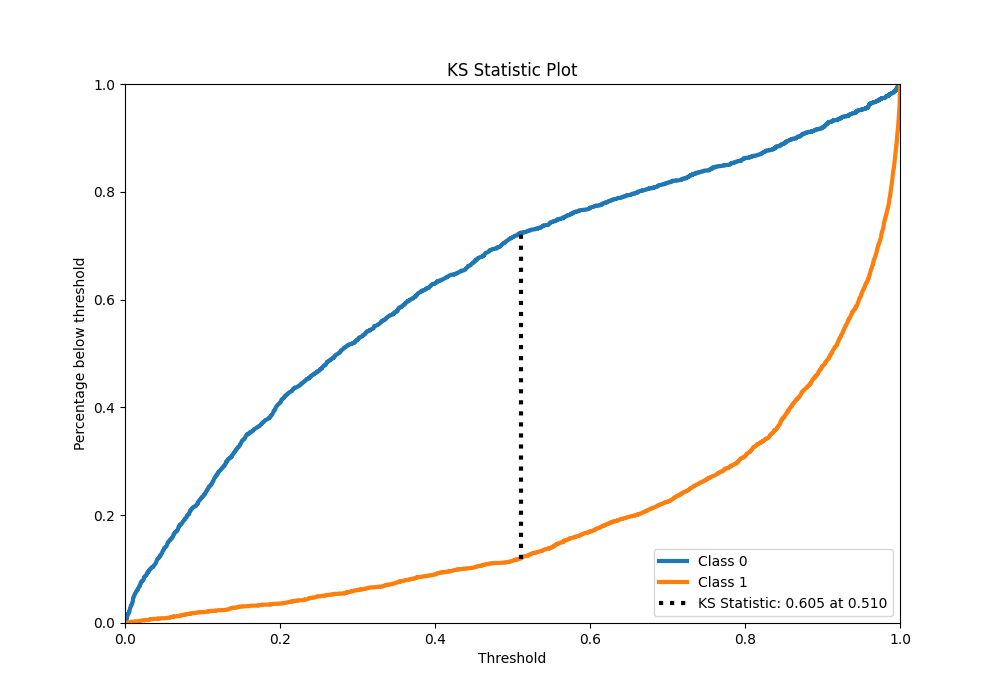 KS Statistic Plot
1.0
0.8
0.6
0.4
0.2
0.0
Percentage below threshold
0.0 0.2 0.4 0.6 0.8 1.0
Threshold
Class 0
Class 1
KS Statistic: 0.605 at 0.510